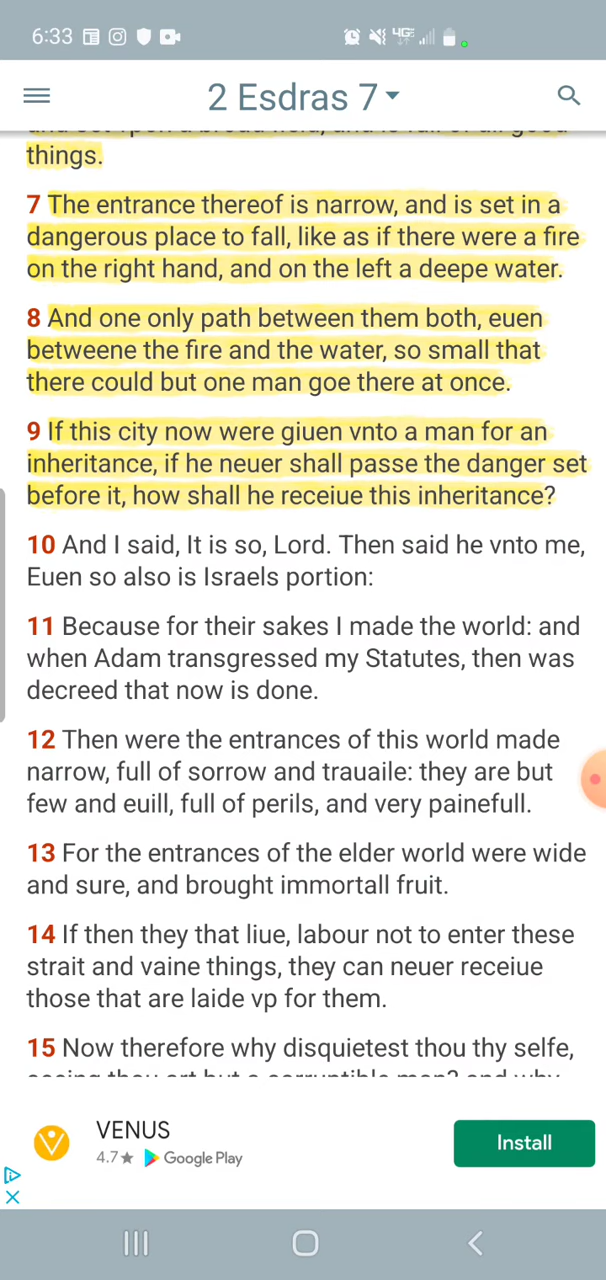 6:33
4GE
2 Esdras 7
things.
7 The entrance thereof is narrow, and is set in a
dangerous place to fall, like as if there were a fire
on the right hand, and on the left a deepe water.
8 And one only path between them both, euen
betweene the fire and the water, so small that
there could but one man goe there at once.
9 If this city now were giuen vnto a man for an
inheritance, if he neuer shall passe the danger set
before it, how shall he receiue this inheritance?
10 And I said, It is so, Lord. Then said he vnto me,
Euen so also is Israels portion:
11 Because for their sakes I made the world: and
when Adam transgressed my Statutes, then was
decreed that now is done.
12 Then were the entrances of this world made
narrow, full of sorrow and trauaile: they are but
few and euill, full of perils, and very painefull.
13 For the entrances of the elder world were wide
and sure, and brought immortall fruit.
14 If then they that liue, labour not to enter these
strait and vaine things, they can neuer receiue
those that are laide vp for them.
15 Now therefore why disquietest thou thy selfe,
VENUS
4.7★ Google Play
Install